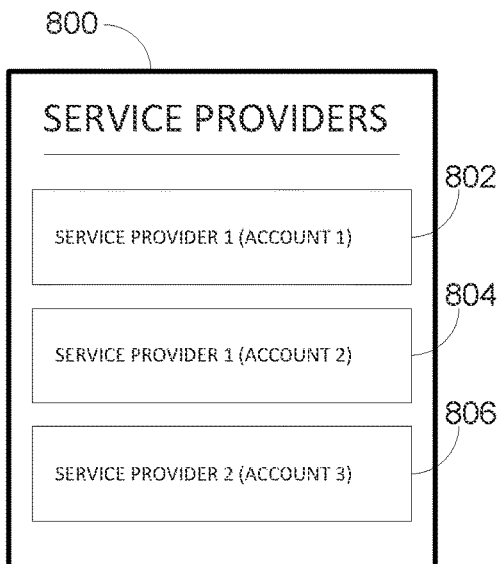 800
SERVICE PROVIDERS
802
SERVICE PROVIDER 1 (ACCOUNT 1)
804
SERVICE PROVIDER 1 (ACCOUNT 2)
806
SERVICE PROVIDER 2 (ACCOUNT 3)